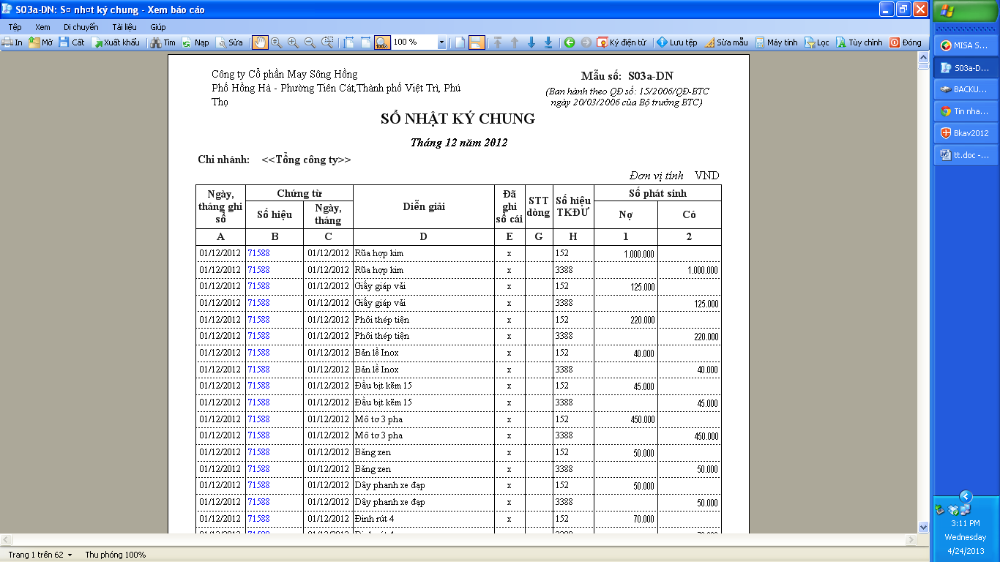 S03a-DN: Sổ nhật ký chung - Xem báo cáo
Tệp Xem Di chuyển Tài liệu Giúp
In Mở Cất Xuất khẩu Tìm Nạp Sửa 100 % Ký điện tử Lưu tệp Sửa mẫu Máy tính Lọc Tùy chỉnh Đóng
Công ty Cổ phần May Sông Hồng
Phố Hồng Hà - Phường Tiên Cát,Thành phố Việt Trì, Phú
Thọ
Mẫu số: S03a-DN
(Ban hành theo QĐ số: 15/2006/QĐ-BTC
ngày 20/03/2006 của Bộ trưởng BTC)
SỔ NHẬT KÝ CHUNG
Tháng 12 năm 2012
Chi nhánh: <<Tổng công ty>>
Đơn vị tính VND
Ngày, tháng ghi sổ Chứng từ Diễn giải Đã ghi sổ cái STT dòng Số hiệu TKĐƯ Số phát sinh
Số hiệu Ngày, tháng Nợ Có
A B C D E G H 1 2
01/12/2012 71588 01/12/2012 Rũa hợp kim x 152 1.000.000
01/12/2012 71588 01/12/2012 Rũa hợp kim x 3388 1.000.000
01/12/2012 71588 01/12/2012 Giấy giáp vải x 152 125.000
01/12/2012 71588 01/12/2012 Giấy giáp vải x 3388 125.000
01/12/2012 71588 01/12/2012 Phôi thép tiện x 152 220.000
01/12/2012 71588 01/12/2012 Phôi thép tiện x 3388 220.000
01/12/2012 71588 01/12/2012 Bản lề Inox x 152 40.000
01/12/2012 71588 01/12/2012 Bản lề Inox x 3388 40.000
01/12/2012 71588 01/12/2012 Đầu bịt kẽm 15 x 152 45.000
01/12/2012 71588 01/12/2012 Đầu bịt kẽm 15 x 3388 45.000
01/12/2012 71588 01/12/2012 Mô tơ 3 pha x 152 450.000
01/12/2012 71588 01/12/2012 Mô tơ 3 pha x 3388 450.000
01/12/2012 71588 01/12/2012 Băng zen x 152 50.000
01/12/2012 71588 01/12/2012 Băng zen x 3388 50.000
01/12/2012 71588 01/12/2012 Dây phanh xe đạp x 152 50.000
01/12/2012 71588 01/12/2012 Dây phanh xe đạp x 3388 50.000
01/12/2012 71588 01/12/2012 Đinh rút 4 x 152 70.000
Trang 1 trên 62 Thu phóng 100%
MISA S...
S03a-D...
BACKU...
Tin nha...
Bkav2012
tt.doc -...
3:11 PM
Wednesday
4/24/2013